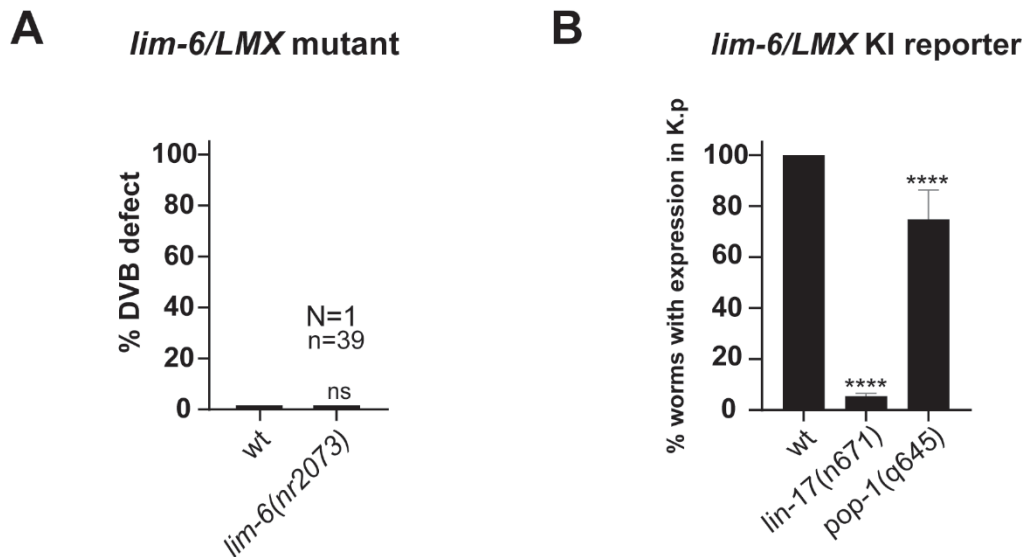 A
lim-6/LMX mutant
% DVB defect
100
80
60
40
20
0
N=1
n=39
ns
wt
lim-6(nr2073)
B
lim-6/LMX KI reporter
% worms with expression in K.p
100
80
60
40
20
0
****
****
wt
lin-17(n671)
pop-1(q645)